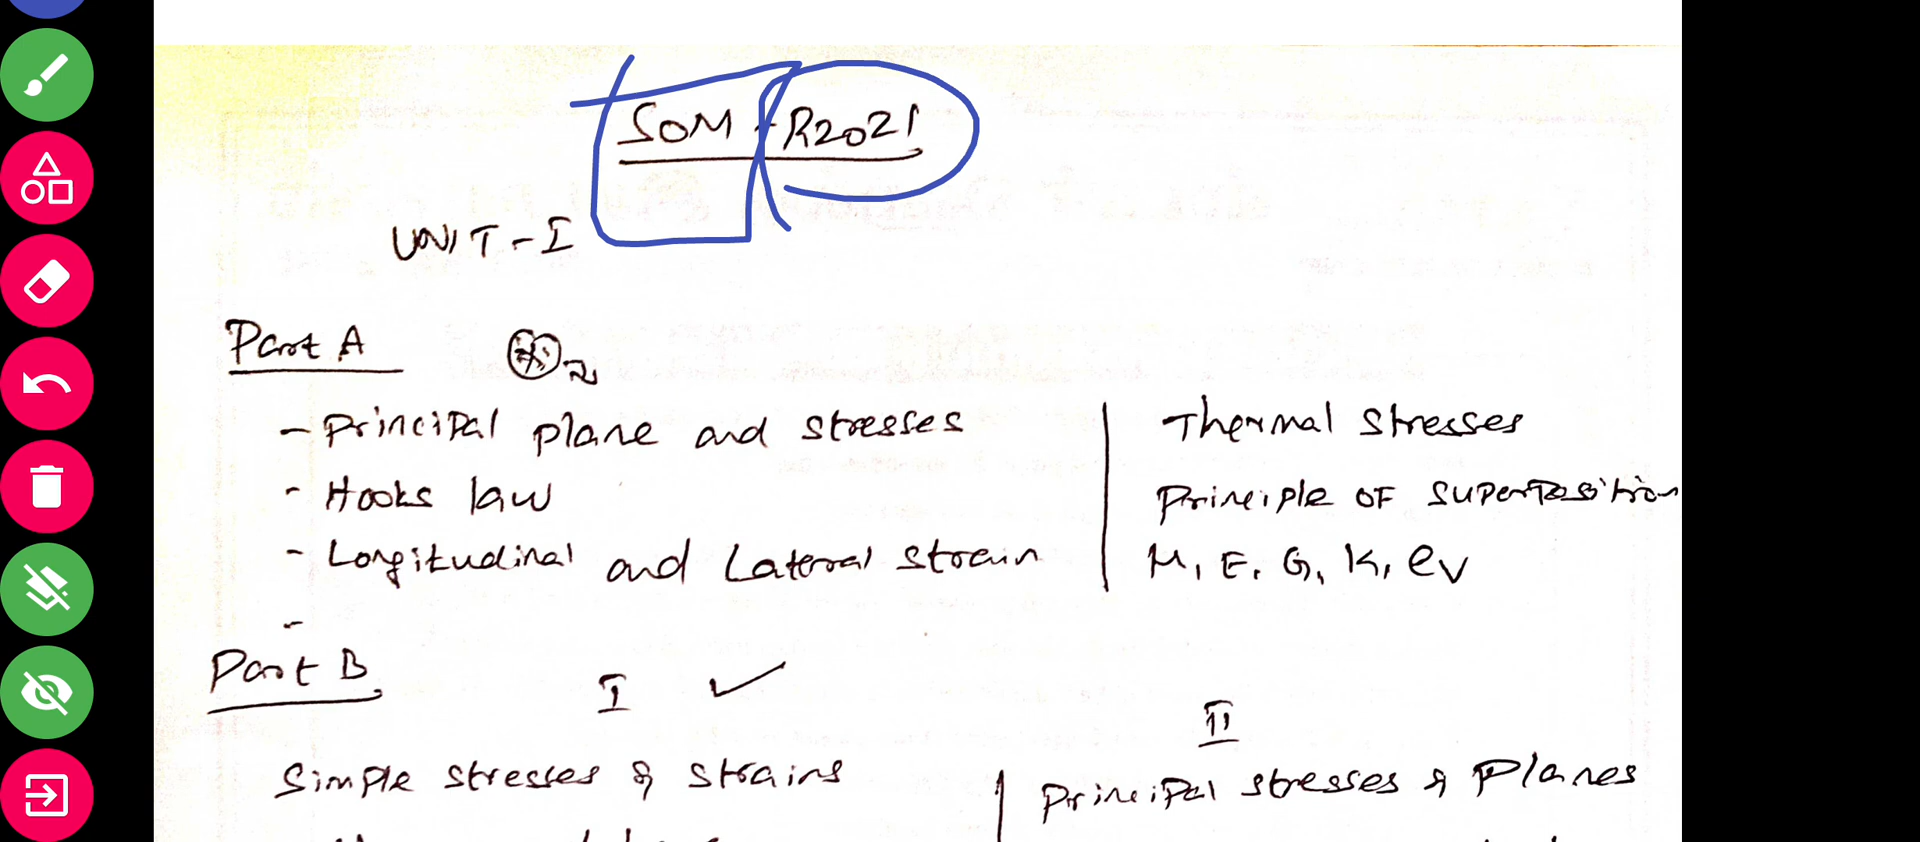 SOM - R2021
UNIT - I
Part A
- Principal plane and stresses
- Hooks law
- Longitudinal and Lateral strain
-
Thermal stresses
Principle OF superposition
μ, E, G, K, ev
Part B
I
II
Simple stresses & strains
Principal stresses & Planes